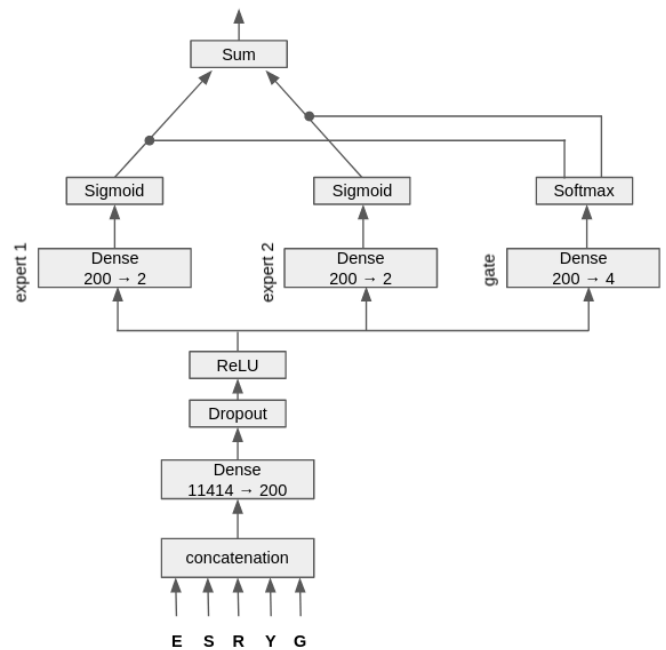 Sum
Sigmoid
Sigmoid
Softmax
expert 1
Dense
200 → 2
expert 2
Dense
200 → 2
gate
Dense
200 → 4
ReLU
Dropout
Dense
11414 → 200
concatenation
E S R Y G